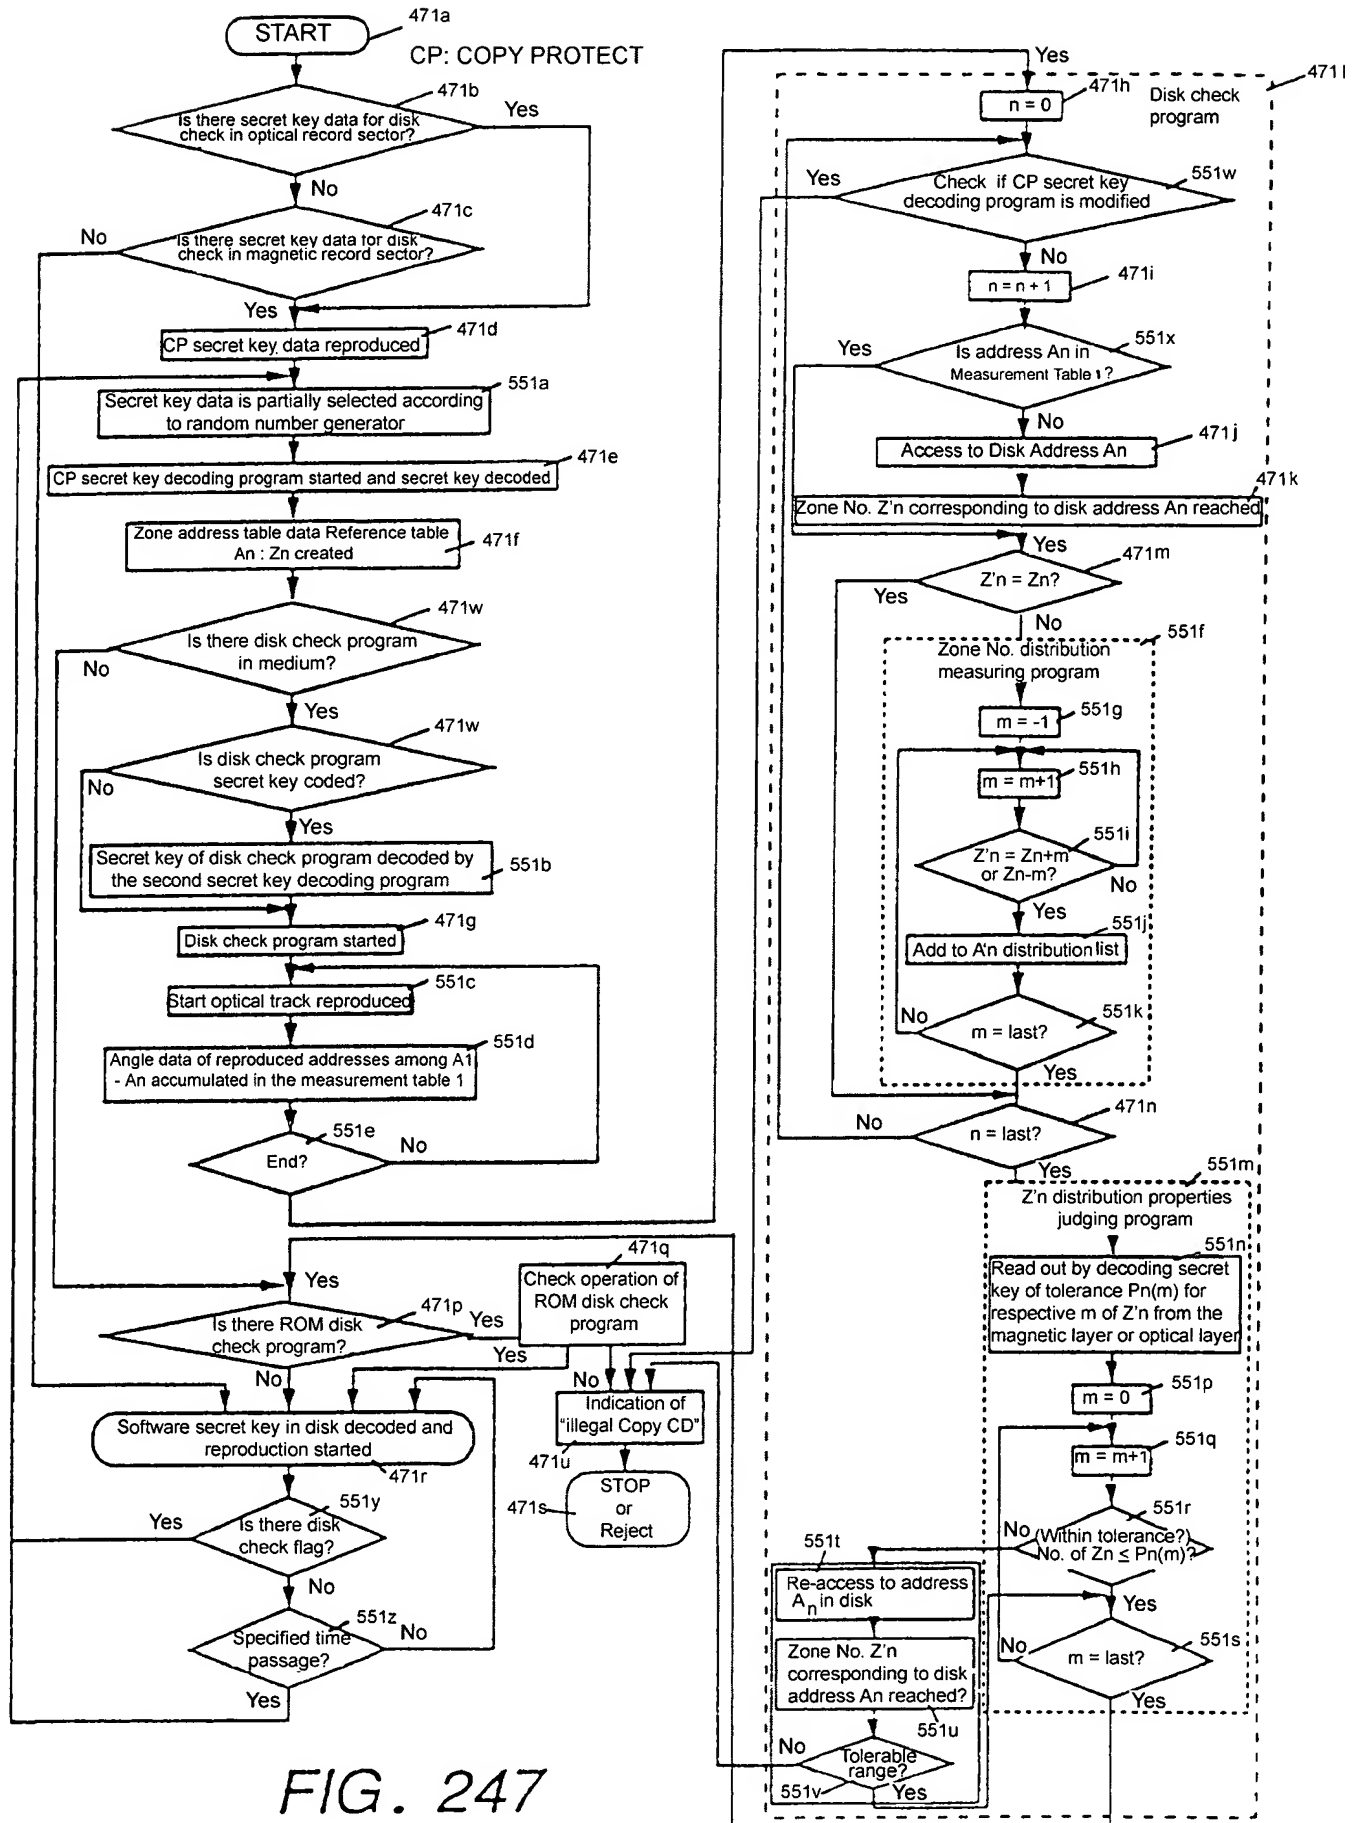 START
471a
CP: COPY PROTECT
471b
Is there secret key data for disk
check in optical record sector?
Yes
No
471c
Is there secret key data for disk
check in magnetic record sector?
No
Yes
471d
CP secret key data reproduced
551a
Secret key data is partially selected according
to random number generator
471e
CP secret key decoding program started and secret key decoded
Zone address table data Reference table
An : Zn created
471f
471w
Is there disk check program
in medium?
No
Yes
471w
Is disk check program
secret key coded?
No
Yes
Secret key of disk check program decoded by
the second secret key decoding program
551b
471g
Disk check program started
551c
Start optical track reproduced
551d
Angle data of reproduced addresses among A1
- An accumulated in the measurement table 1
551e
End?
No
Yes
471p
Is there ROM disk
check program?
Yes
No
471q
Check operation of
ROM disk check
program
Yes
No
Indication of
"illegal Copy CD"
471u
STOP
or
Reject
471s
Software secret key in disk decoded and
reproduction started
471r
551y
Is there disk
check flag?
Yes
No
551z
Specified time
passage?
No
Yes
Yes
471l
471h
n = 0
Disk check
program
551w
Check if CP secret key
decoding program is modified
Yes
No
471i
n = n + 1
551x
Is address An in
Measurement Table 1?
Yes
No
471j
Access to Disk Address An
471k
Zone No. Z'n corresponding to disk address An reached
Yes
471m
Z'n = Zn?
Yes
No
551f
Zone No. distribution
measuring program
551g
m = -1
551h
m = m+1
551i
Z'n = Zn+m
or Zn-m?
No
Yes
551j
Add to A'n distribution list
551k
m = last?
No
Yes
471n
n = last?
No
Yes
551m
Z'n distribution properties
judging program
551n
Read out by decoding secret
key of tolerance Pn(m) for
respective m of Z'n from the
magnetic layer or optical layer
551p
m = 0
551q
m = m+1
551r
(Within tolerance?)
No. of Zn ≤ Pn(m)?
No
Yes
551s
m = last?
No
Yes
551t
Re-access to address
An in disk
Zone No. Z'n
corresponding to disk
address An reached?
551u
Tolerable
range?
No
551v
Yes
FIG. 247